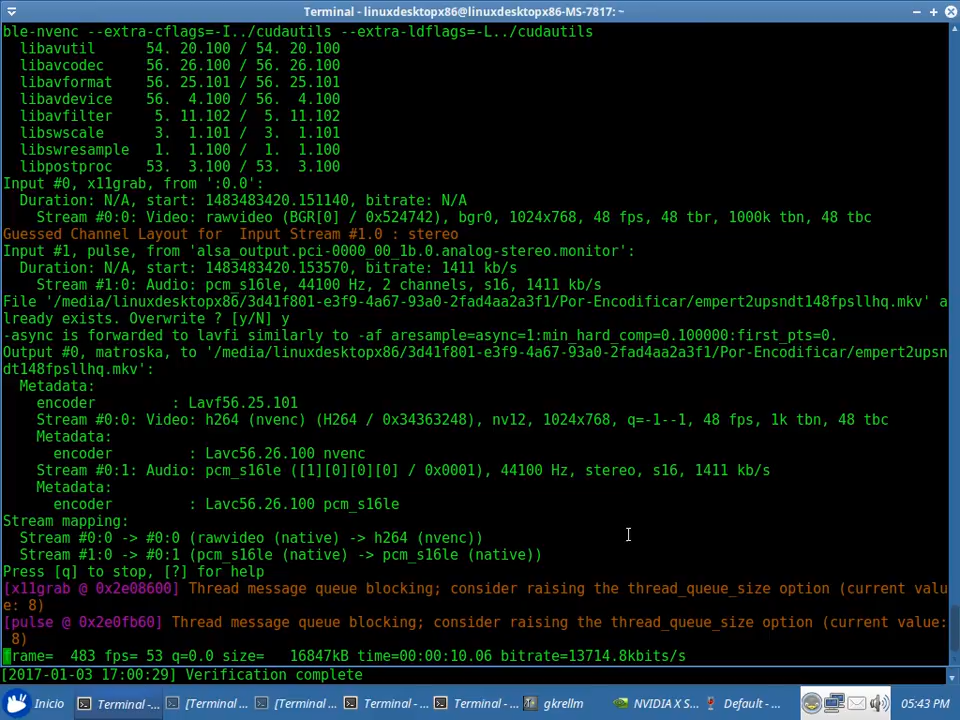 Terminal - linuxdesktopx86@linuxdesktopx86-MS-7817: ~
ble-nvenc --extra-cflags=-I../cudautils --extra-ldflags=-L../cudautils
libavutil 54. 20.100 / 54. 20.100
libavcodec 56. 26.100 / 56. 26.100
libavformat 56. 25.101 / 56. 25.101
libavdevice 56. 4.100 / 56. 4.100
libavfilter 5. 11.102 / 5. 11.102
libswscale 3. 1.101 / 3. 1.101
libswresample 1. 1.100 / 1. 1.100
libpostproc 53. 3.100 / 53. 3.100
Input #0, x11grab, from ':0.0':
Duration: N/A, start: 1483483420.151140, bitrate: N/A
Stream #0:0: Video: rawvideo (BGR[0] / 0x524742), bgr0, 1024x768, 48 fps, 48 tbr, 1000k tbn, 48 tbc
Guessed Channel Layout for  Input Stream #1.0 : stereo
Input #1, pulse, from 'alsa_output.pci-0000_00_1b.0.analog-stereo.monitor':
Duration: N/A, start: 1483483420.153570, bitrate: 1411 kb/s
Stream #1:0: Audio: pcm_s16le, 44100 Hz, 2 channels, s16, 1411 kb/s
File '/media/linuxdesktopx86/3d41f801-e3f9-4a67-93a0-2fad4aa2a3f1/Por-Encodificar/empert2upsndt148fpsllhq.mkv' a
lready exists. Overwrite ? [y/N] y
-async is forwarded to lavfi similarly to -af aresample=async=1:min_hard_comp=0.100000:first_pts=0.
Output #0, matroska, to '/media/linuxdesktopx86/3d41f801-e3f9-4a67-93a0-2fad4aa2a3f1/Por-Encodificar/empert2upsn
dt148fpsllhq.mkv':
Metadata:
encoder : Lavf56.25.101
Stream #0:0: Video: h264 (nvenc) (H264 / 0x34363248), nv12, 1024x768, q=-1--1, 48 fps, 1k tbn, 48 tbc
Metadata:
encoder : Lavc56.26.100 nvenc
Stream #0:1: Audio: pcm_s16le ([1][0][0][0] / 0x0001), 44100 Hz, stereo, s16, 1411 kb/s
Metadata:
encoder : Lavc56.26.100 pcm_s16le
Stream mapping:
Stream #0:0 -> #0:0 (rawvideo (native) -> h264 (nvenc))
Stream #1:0 -> #0:1 (pcm_s16le (native) -> pcm_s16le (native))
Press [q] to stop, [?] for help
[x11grab @ 0x2e08600] Thread message queue blocking; consider raising the thread_queue_size option (current valu
e: 8)
[pulse @ 0x2e0fb60] Thread message queue blocking; consider raising the thread_queue_size option (current value:
8)
frame= 483 fps= 53 q=0.0 size= 16847kB time=00:00:10.06 bitrate=13714.8kbits/s
[2017-01-03 17:00:29] Verification complete
Inicio Terminal -... [Terminal ... [Terminal ... Terminal - ... Terminal - ... gkrellm NVIDIA X S... Default - ... 05:43 PM